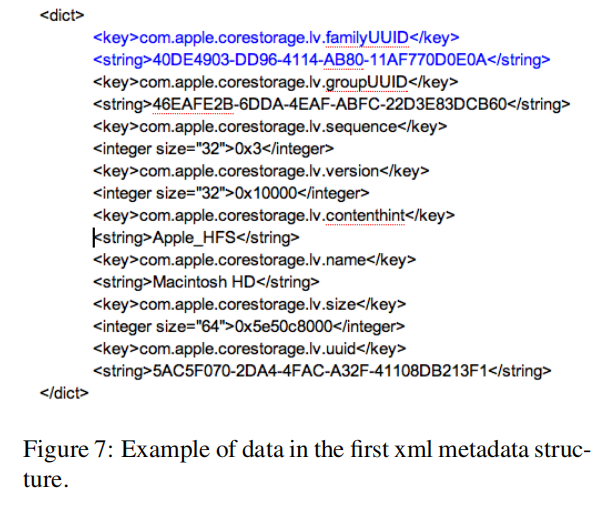 <dict>
<key>com.apple.corestorage.lv.familyUUID</key>
<string>40DE4903-DD96-4114-AB80-11AF770D0E0A</string>
<key>com.apple.corestorage.lv.groupUUID</key>
<string>46EAFE2B-6DDA-4EAF-ABFC-22D3E83DCB60</string>
<key>com.apple.corestorage.lv.sequence</key>
<integer size="32">0x3</integer>
<key>com.apple.corestorage.lv.version</key>
<integer size="32">0x10000</integer>
<key>com.apple.corestorage.lv.contenthint</key>
<string>Apple_HFS</string>
<key>com.apple.corestorage.lv.name</key>
<string>Macintosh HD</string>
<key>com.apple.corestorage.lv.size</key>
<integer size="64">0x5e50c8000</integer>
<key>com.apple.corestorage.lv.uuid</key>
<string>5AC5F070-2DA4-4FAC-A32F-41108DB213F1</string>
</dict>
Figure 7: Example of data in the first xml metadata struc-
ture.